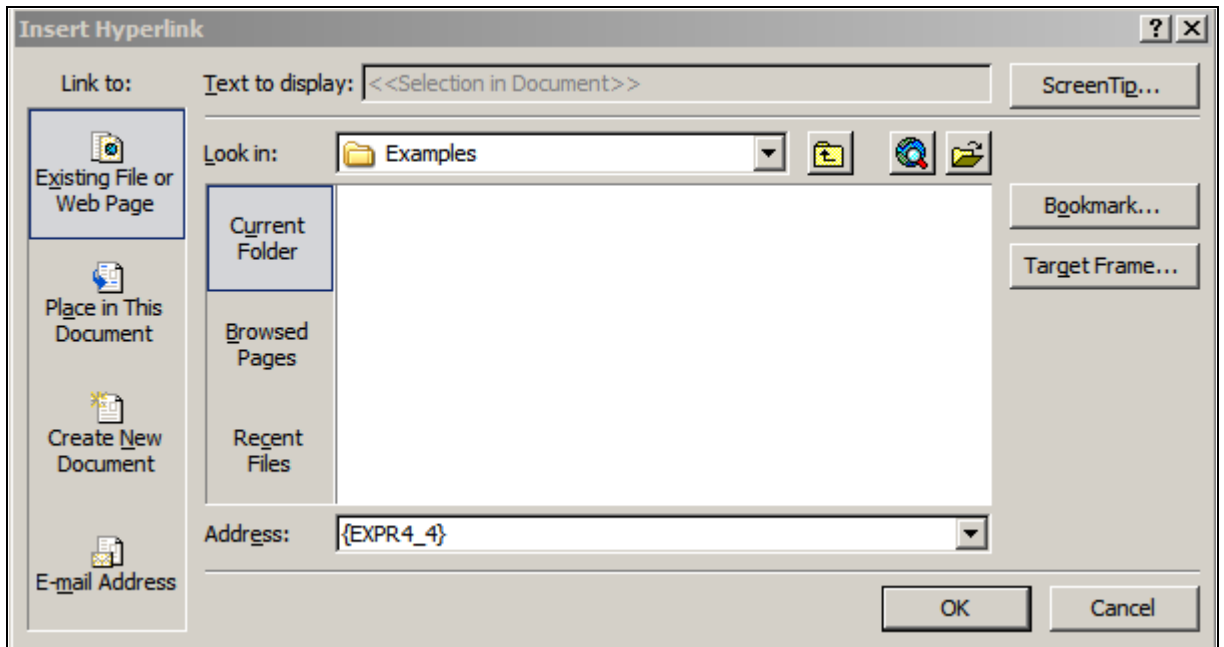 Insert Hyperlink
Link to:
Text to display: <<Selection in Document>>
ScreenTip...
Existing File or
Web Page
Look in: Examples
Current
Folder
Bookmark...
Target Frame...
Place in This
Document
Browsed
Pages
Create New
Document
Recent
Files
Address: {EXPR4_4}
E-mail Address
OK Cancel